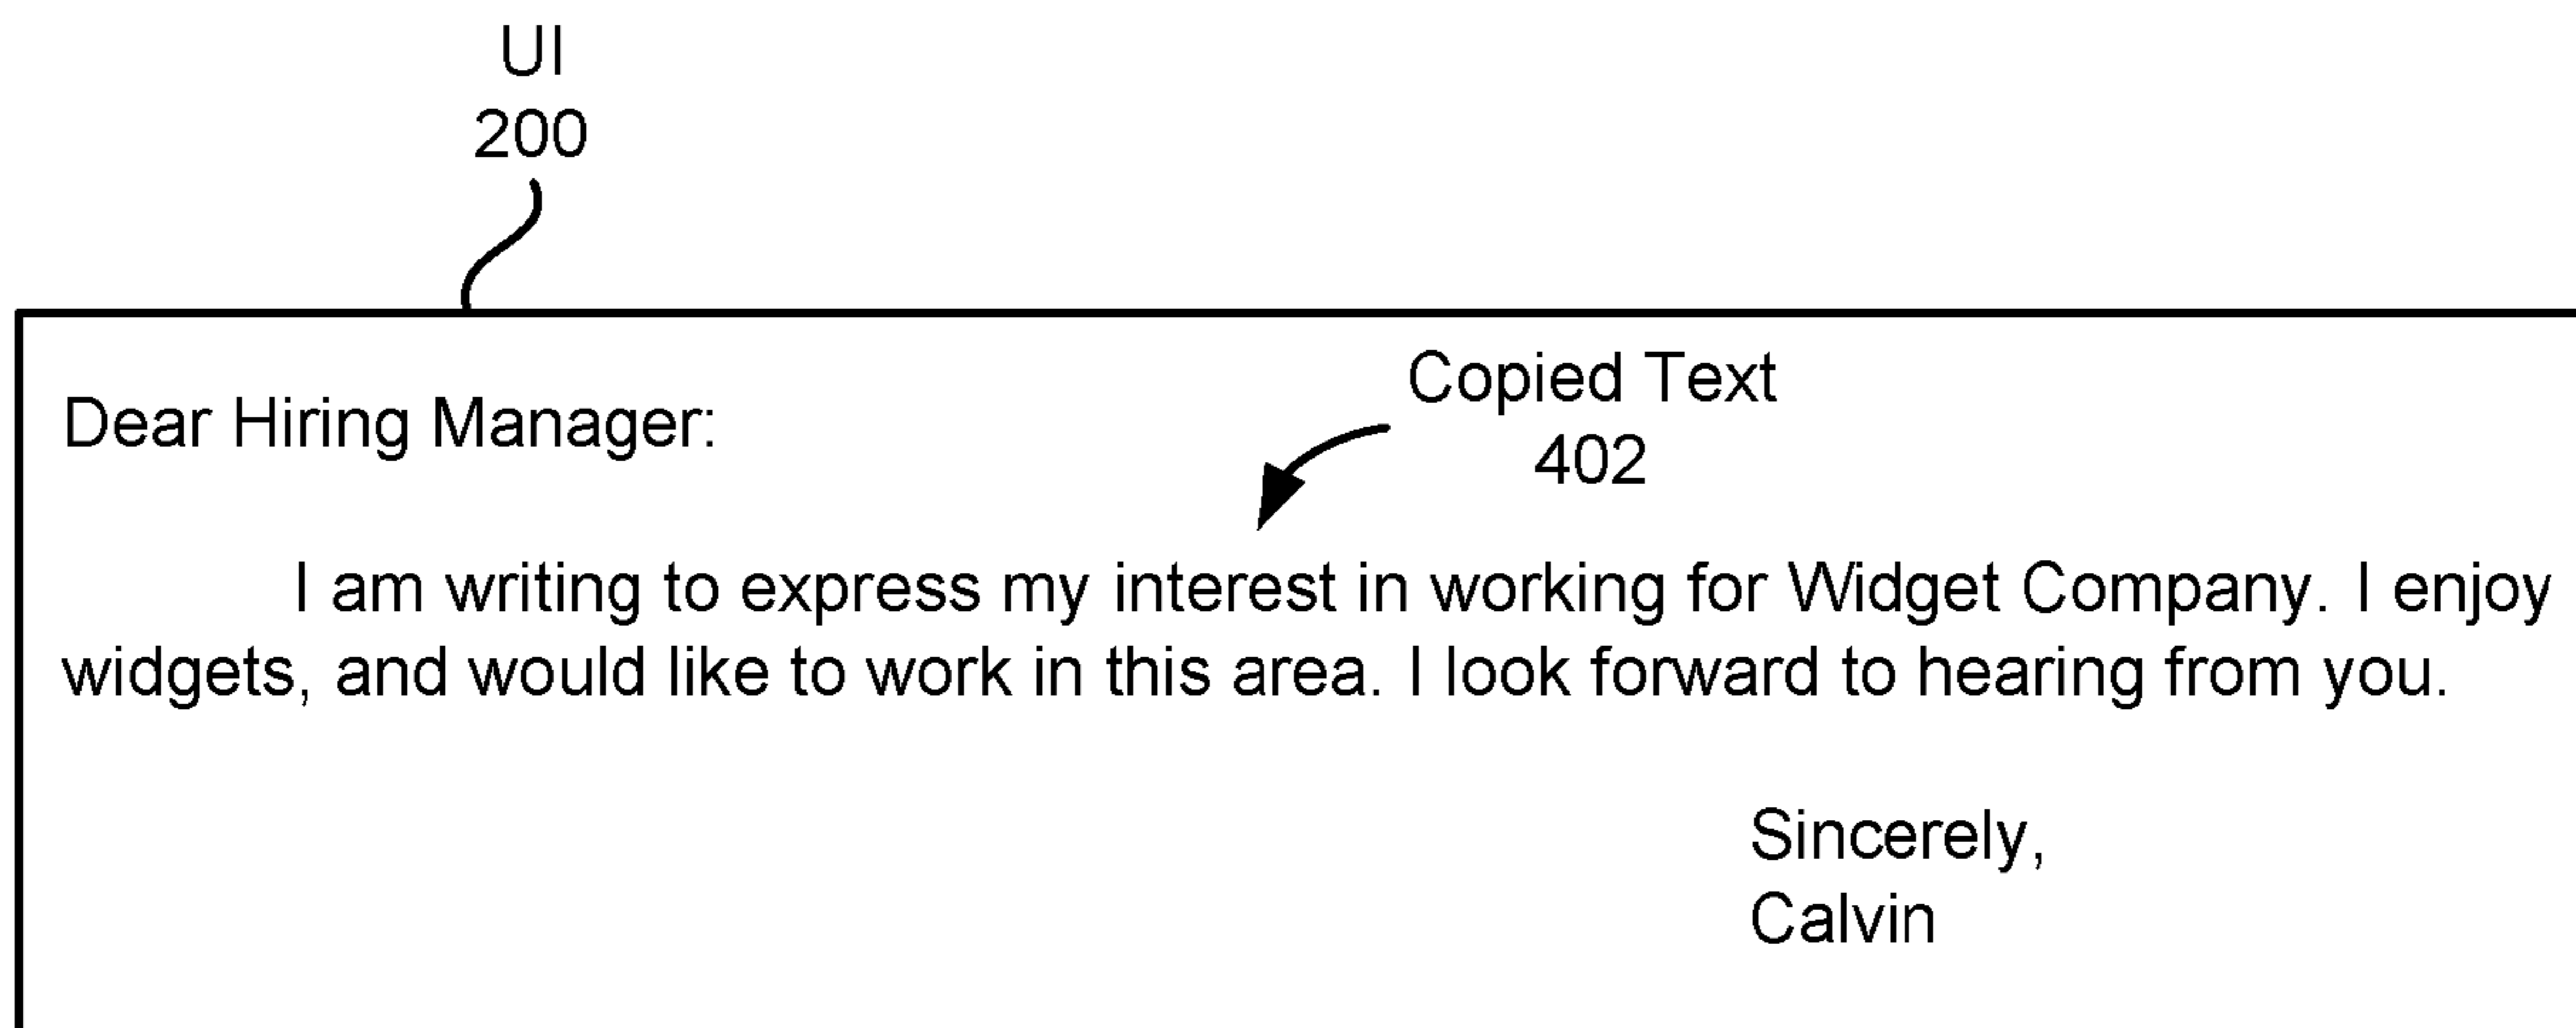 UI
200
Copied Text
402
Dear Hiring Manager:
I am writing to express my interest in working for Widget Company. I enjoy
widgets, and would like to work in this area. I look forward to hearing from you.
Sincerely,
Calvin